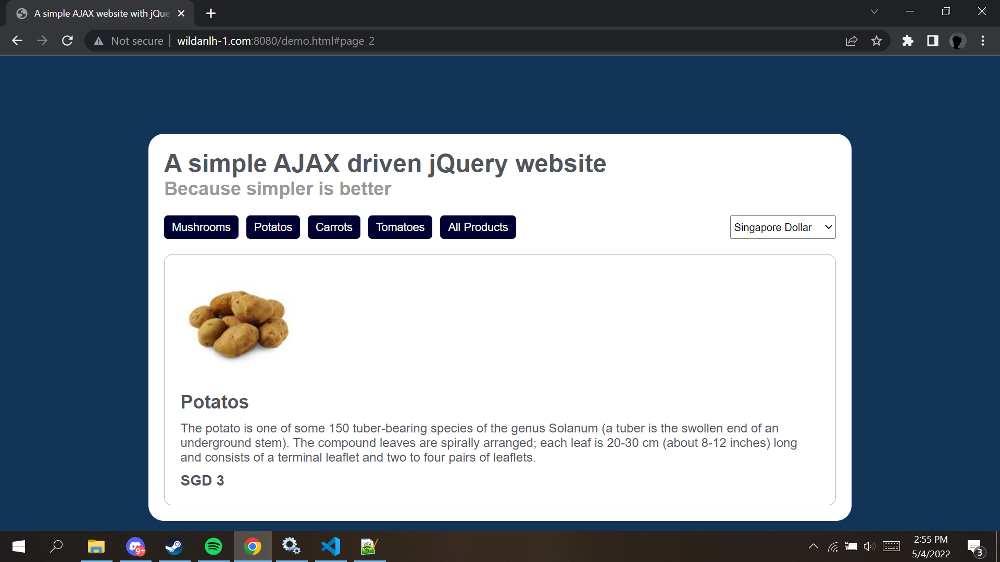 A simple AJAX website with jQue
Not secure
wildanlh-1.com:8080/demo.html#page_2
A simple AJAX driven jQuery website
Because simpler is better
Mushrooms
Potatos
Carrots
Tomatoes
All Products
Singapore Dollar
Potatos
The potato is one of some 150 tuber-bearing species of the genus Solanum (a tuber is the swollen end of an
underground stem). The compound leaves are spirally arranged; each leaf is 20-30 cm (about 8-12 inches) long
and consists of a terminal leaflet and two to four pairs of leaflets.
SGD 3
9+
2:55 PM
5/4/2022
3